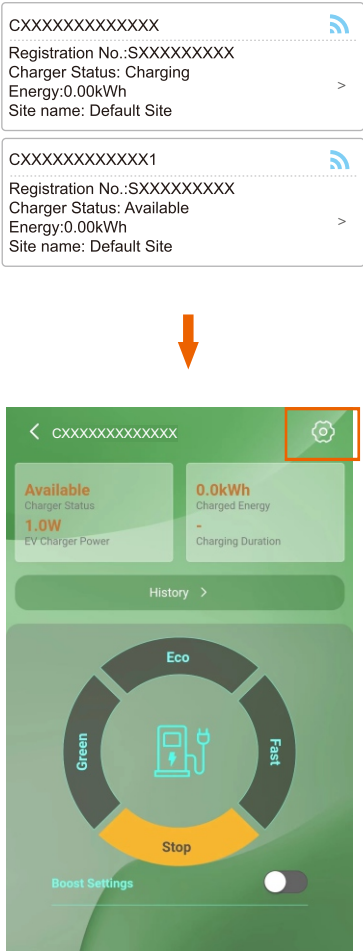 CXXXXXXXXXXXXX
Registration No.:SXXXXXXXXX
Charger Status: Charging
Energy:0.00kWh
>
Site name: Default Site
CXXXXXXXXXXXX1
Registration No.:SXXXXXXXXX
Charger Status: Available
Energy:0.00kWh
>
Site name: Default Site
CXXXXXXXXXXXXX
Available
Charger Status
1.0W
EV Charger Power
0.0kWh
Charged Energy
-
Charging Duration
History >
Eco
Green
Fast
Stop
Boost Settings